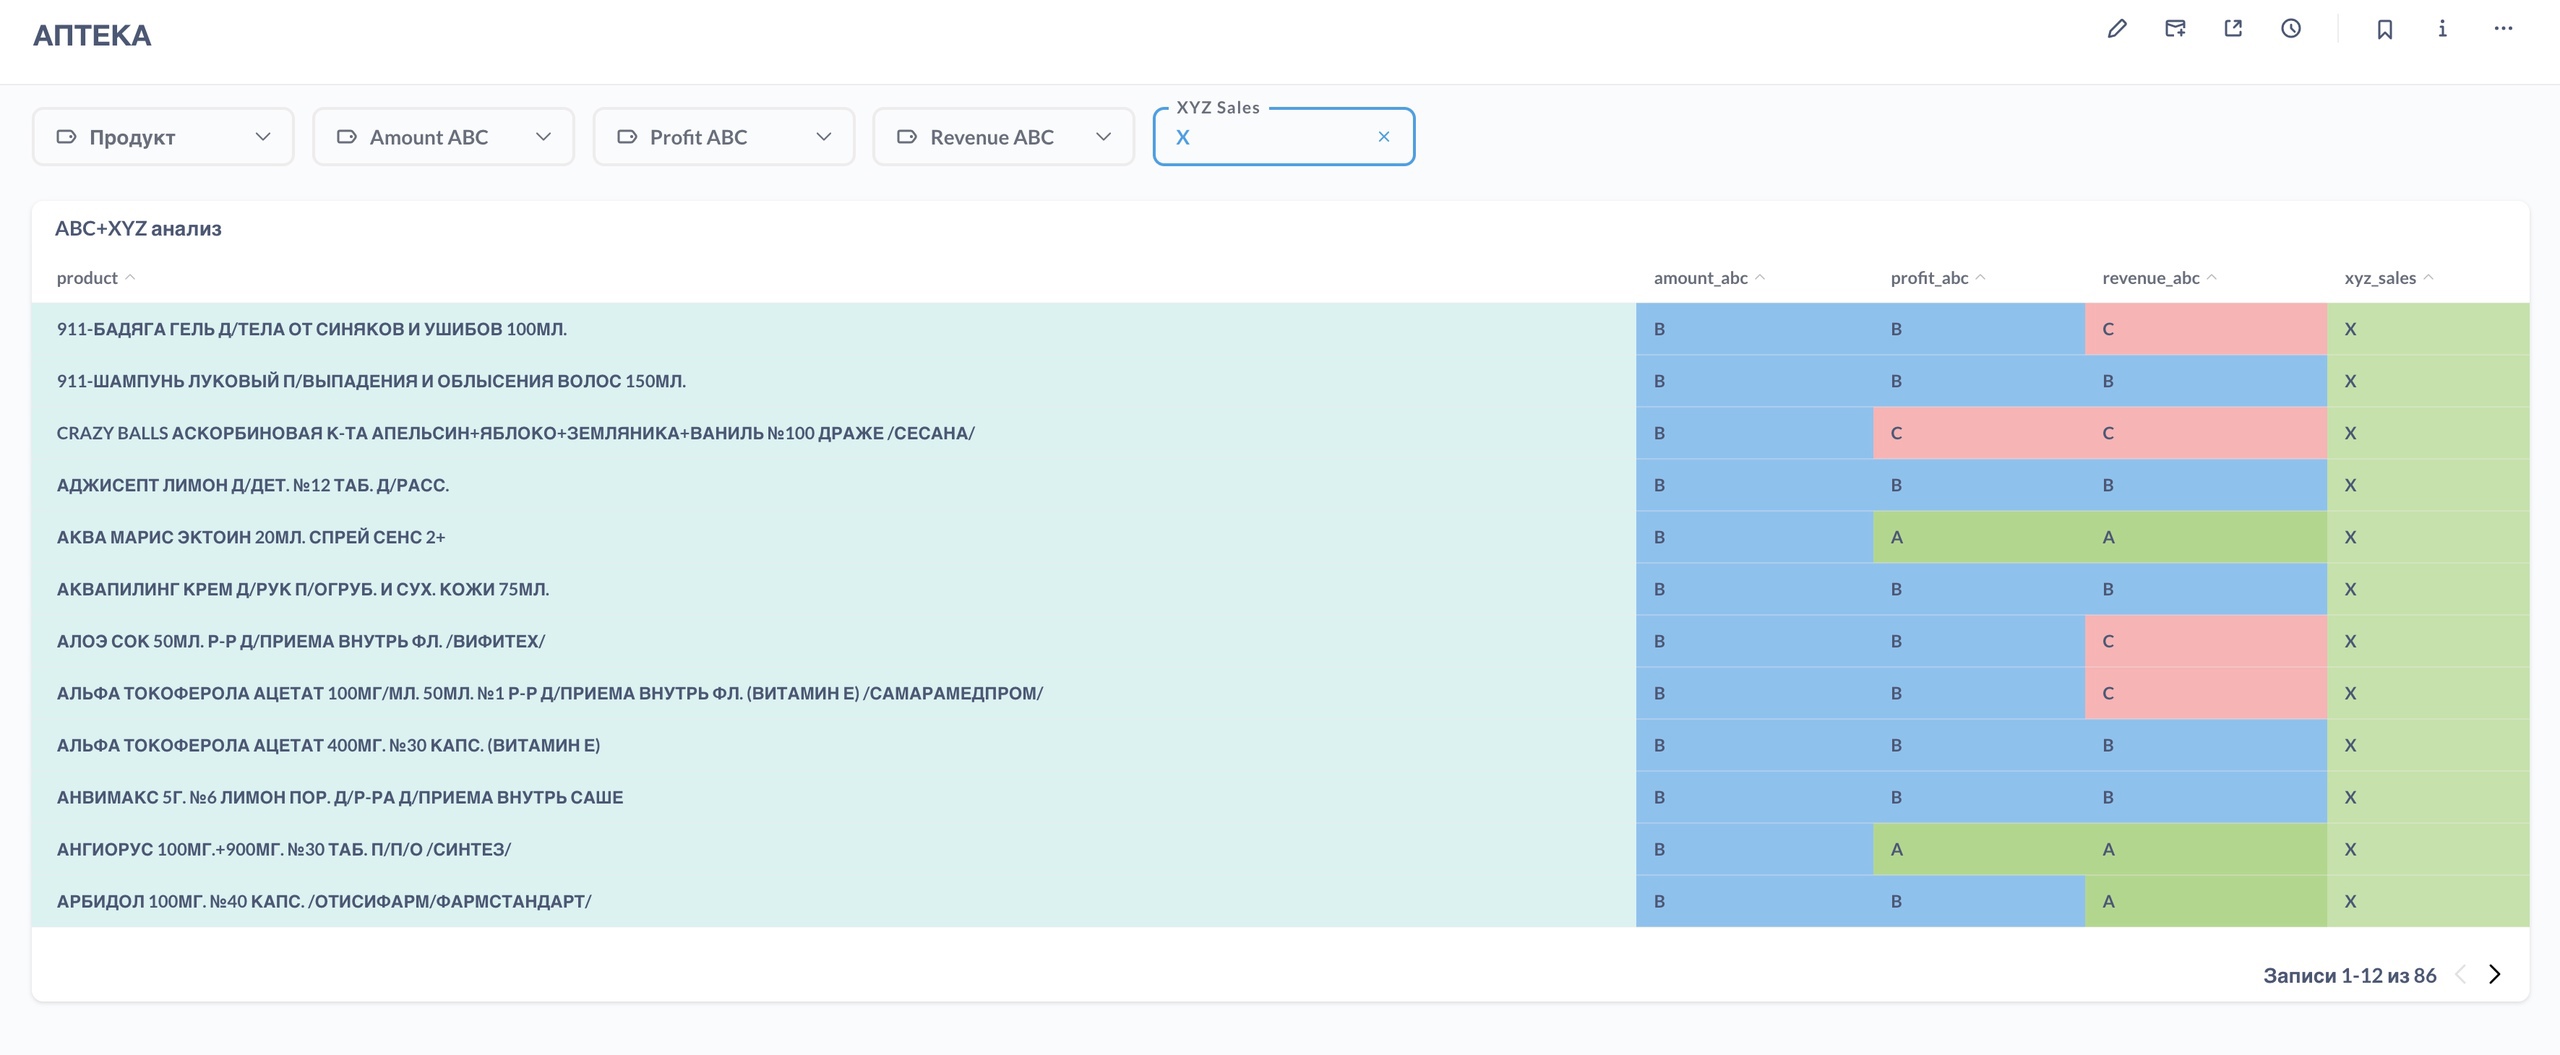 АПТЕКА
Продукт
Amount ABC
Profit ABC
Revenue ABC
XYZ Sales
X
ABC+XYZ анализ
product amount_abc profit_abc revenue_abc xyz_sales
911-БАДЯГА ГЕЛЬ Д/ТЕЛА ОТ СИНЯКОВ И УШИБОВ 100МЛ. B B C X
911-ШАМПУНЬ ЛУКОВЫЙ П/ВЫПАДЕНИЯ И ОБЛЫСЕНИЯ ВОЛОС 150МЛ. B B B X
CRAZY BALLS АСКОРБИНОВАЯ К-ТА АПЕЛЬСИН+ЯБЛОКО+ЗЕМЛЯНИКА+ВАНИЛЬ №100 ДРАЖЕ /СЕСАНА/ B C C X
АДЖИСЕПТ ЛИМОН Д/ДЕТ. №12 ТАБ. Д/РАСС. B B B X
АКВА МАРИС ЭКТОИН 20МЛ. СПРЕЙ СЕНС 2+ B A A X
АКВАПИЛИНГ КРЕМ Д/РУК П/ОГРУБ. И СУХ. КОЖИ 75МЛ. B B B X
АЛОЭ СОК 50МЛ. Р-Р Д/ПРИЕМА ВНУТРЬ ФЛ. /ВИФИТЕХ/ B B C X
АЛЬФА ТОКОФЕРОЛА АЦЕТАТ 100МГ/МЛ. 50МЛ. №1 Р-Р Д/ПРИЕМА ВНУТРЬ ФЛ. (ВИТАМИН Е) /САМАРАМЕДПРОМ/ B B C X
АЛЬФА ТОКОФЕРОЛА АЦЕТАТ 400МГ. №30 КАПС. (ВИТАМИН Е) B B B X
АНВИМАКС 5Г. №6 ЛИМОН ПОР. Д/Р-РА Д/ПРИЕМА ВНУТРЬ САШЕ B B B X
АНГИОРУС 100МГ.+900МГ. №30 ТАБ. П/П/О /СИНТЕЗ/ B A A X
АРБИДОЛ 100МГ. №40 КАПС. /ОТИСИФАРМ/ФАРМСТАНДАРТ/ B B A X
Записи 1-12 из 86